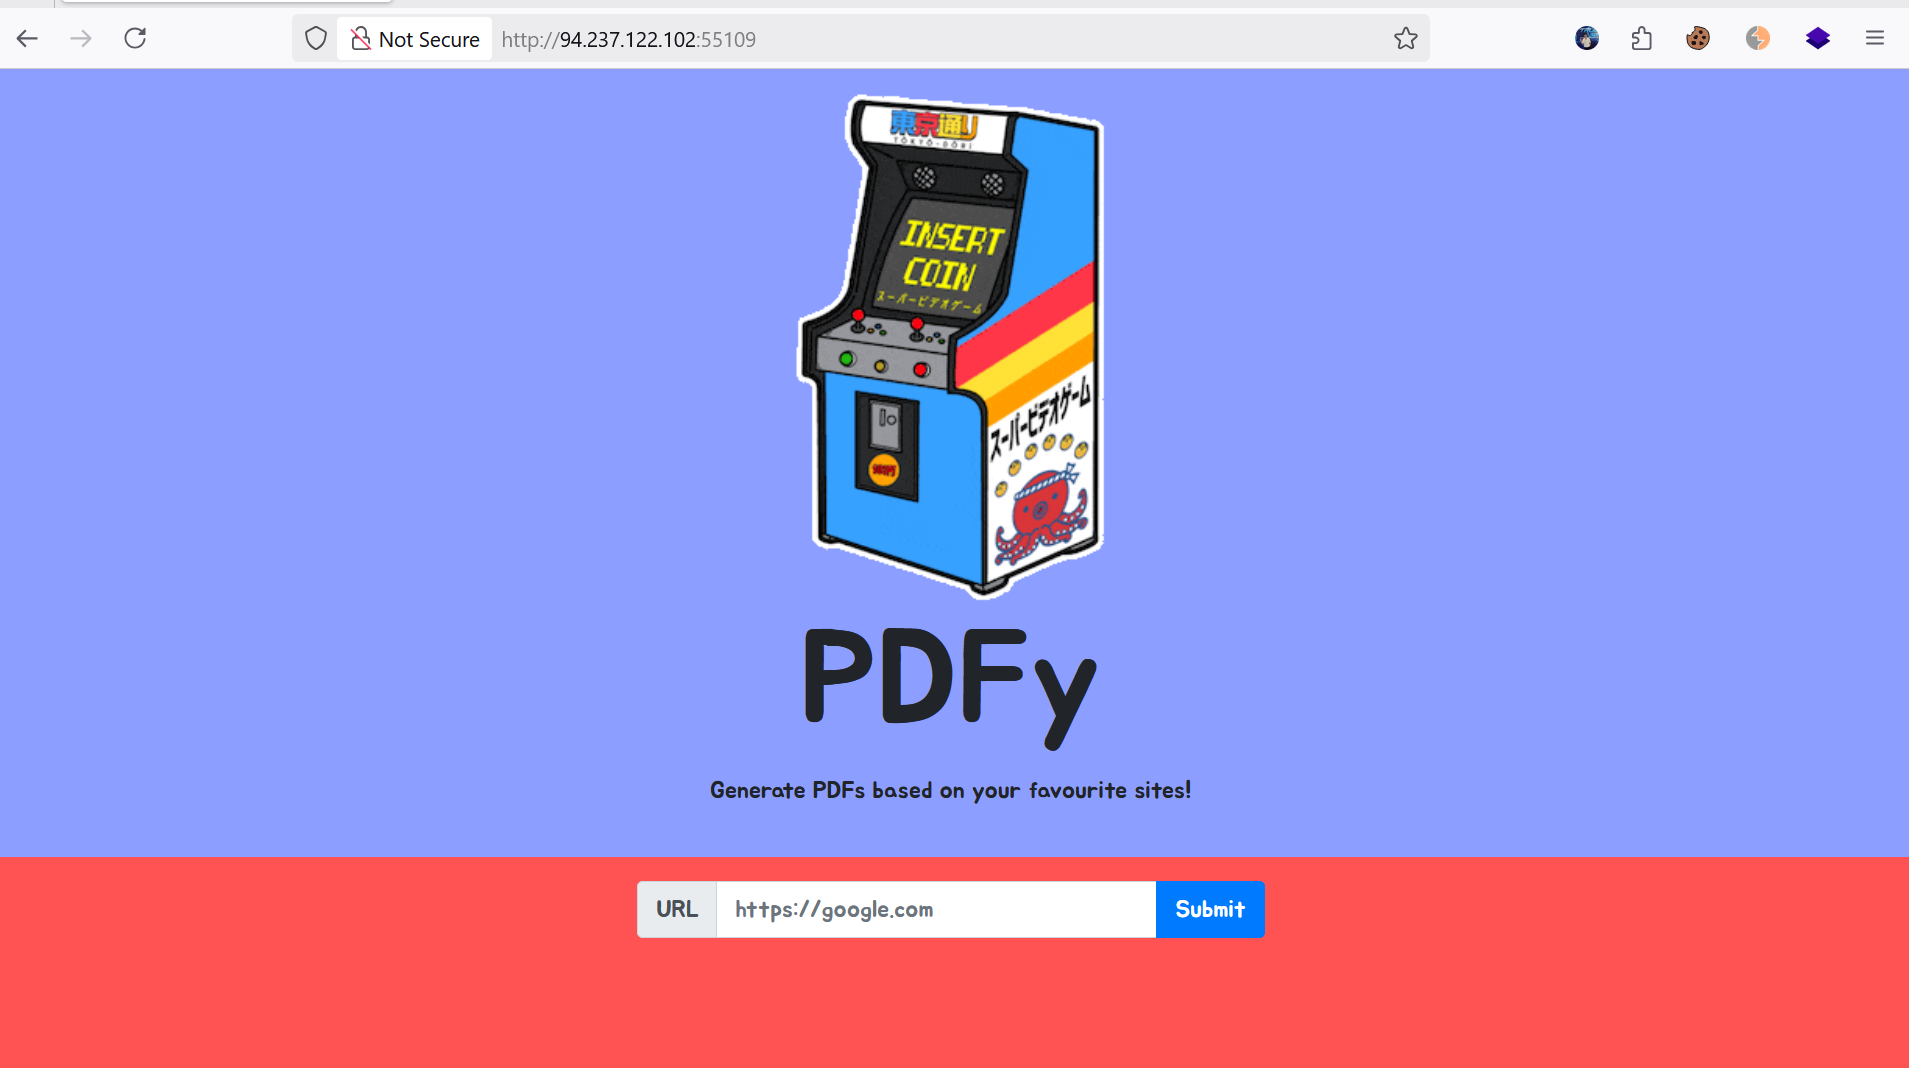 Not Secure http://94.237.122.102:55109
東京通り
TOKYO-DORI
INSERT
COIN
スーパービデオゲーム
スーパービデオゲーム
PDFy
Generate PDFs based on your favourite sites!
URL https://google.com Submit